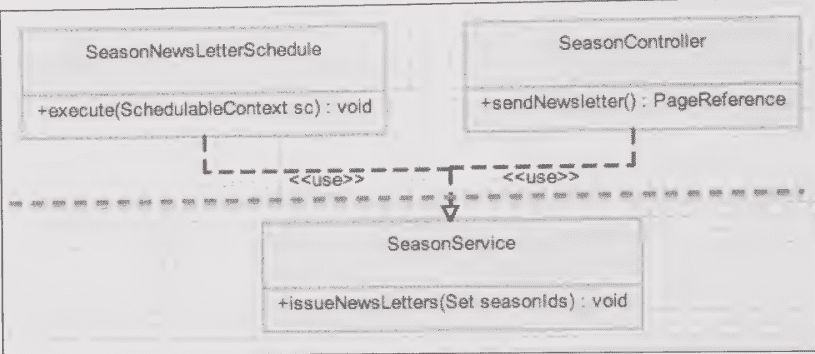 SeasonNewsLetterSchedule
+execute(SchedulableContext sc) : void
SeasonController
+sendNewsletter() : PageReference
<<use>>
<<use>>
SeasonService
+issueNewsLetters(Set seasonIds) : void